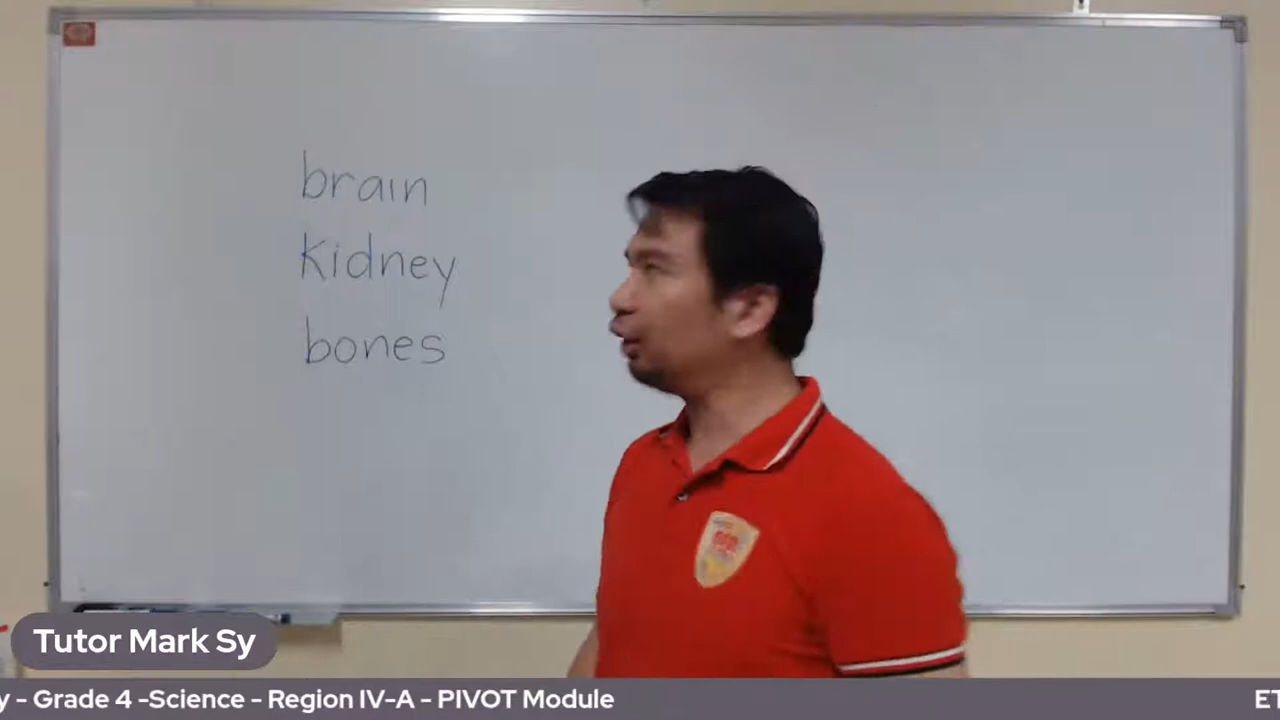 brain
kidney
bones
Tutor Mark Sy
y - Grade 4 -Science - Region IV-A - PIVOT Module
ET